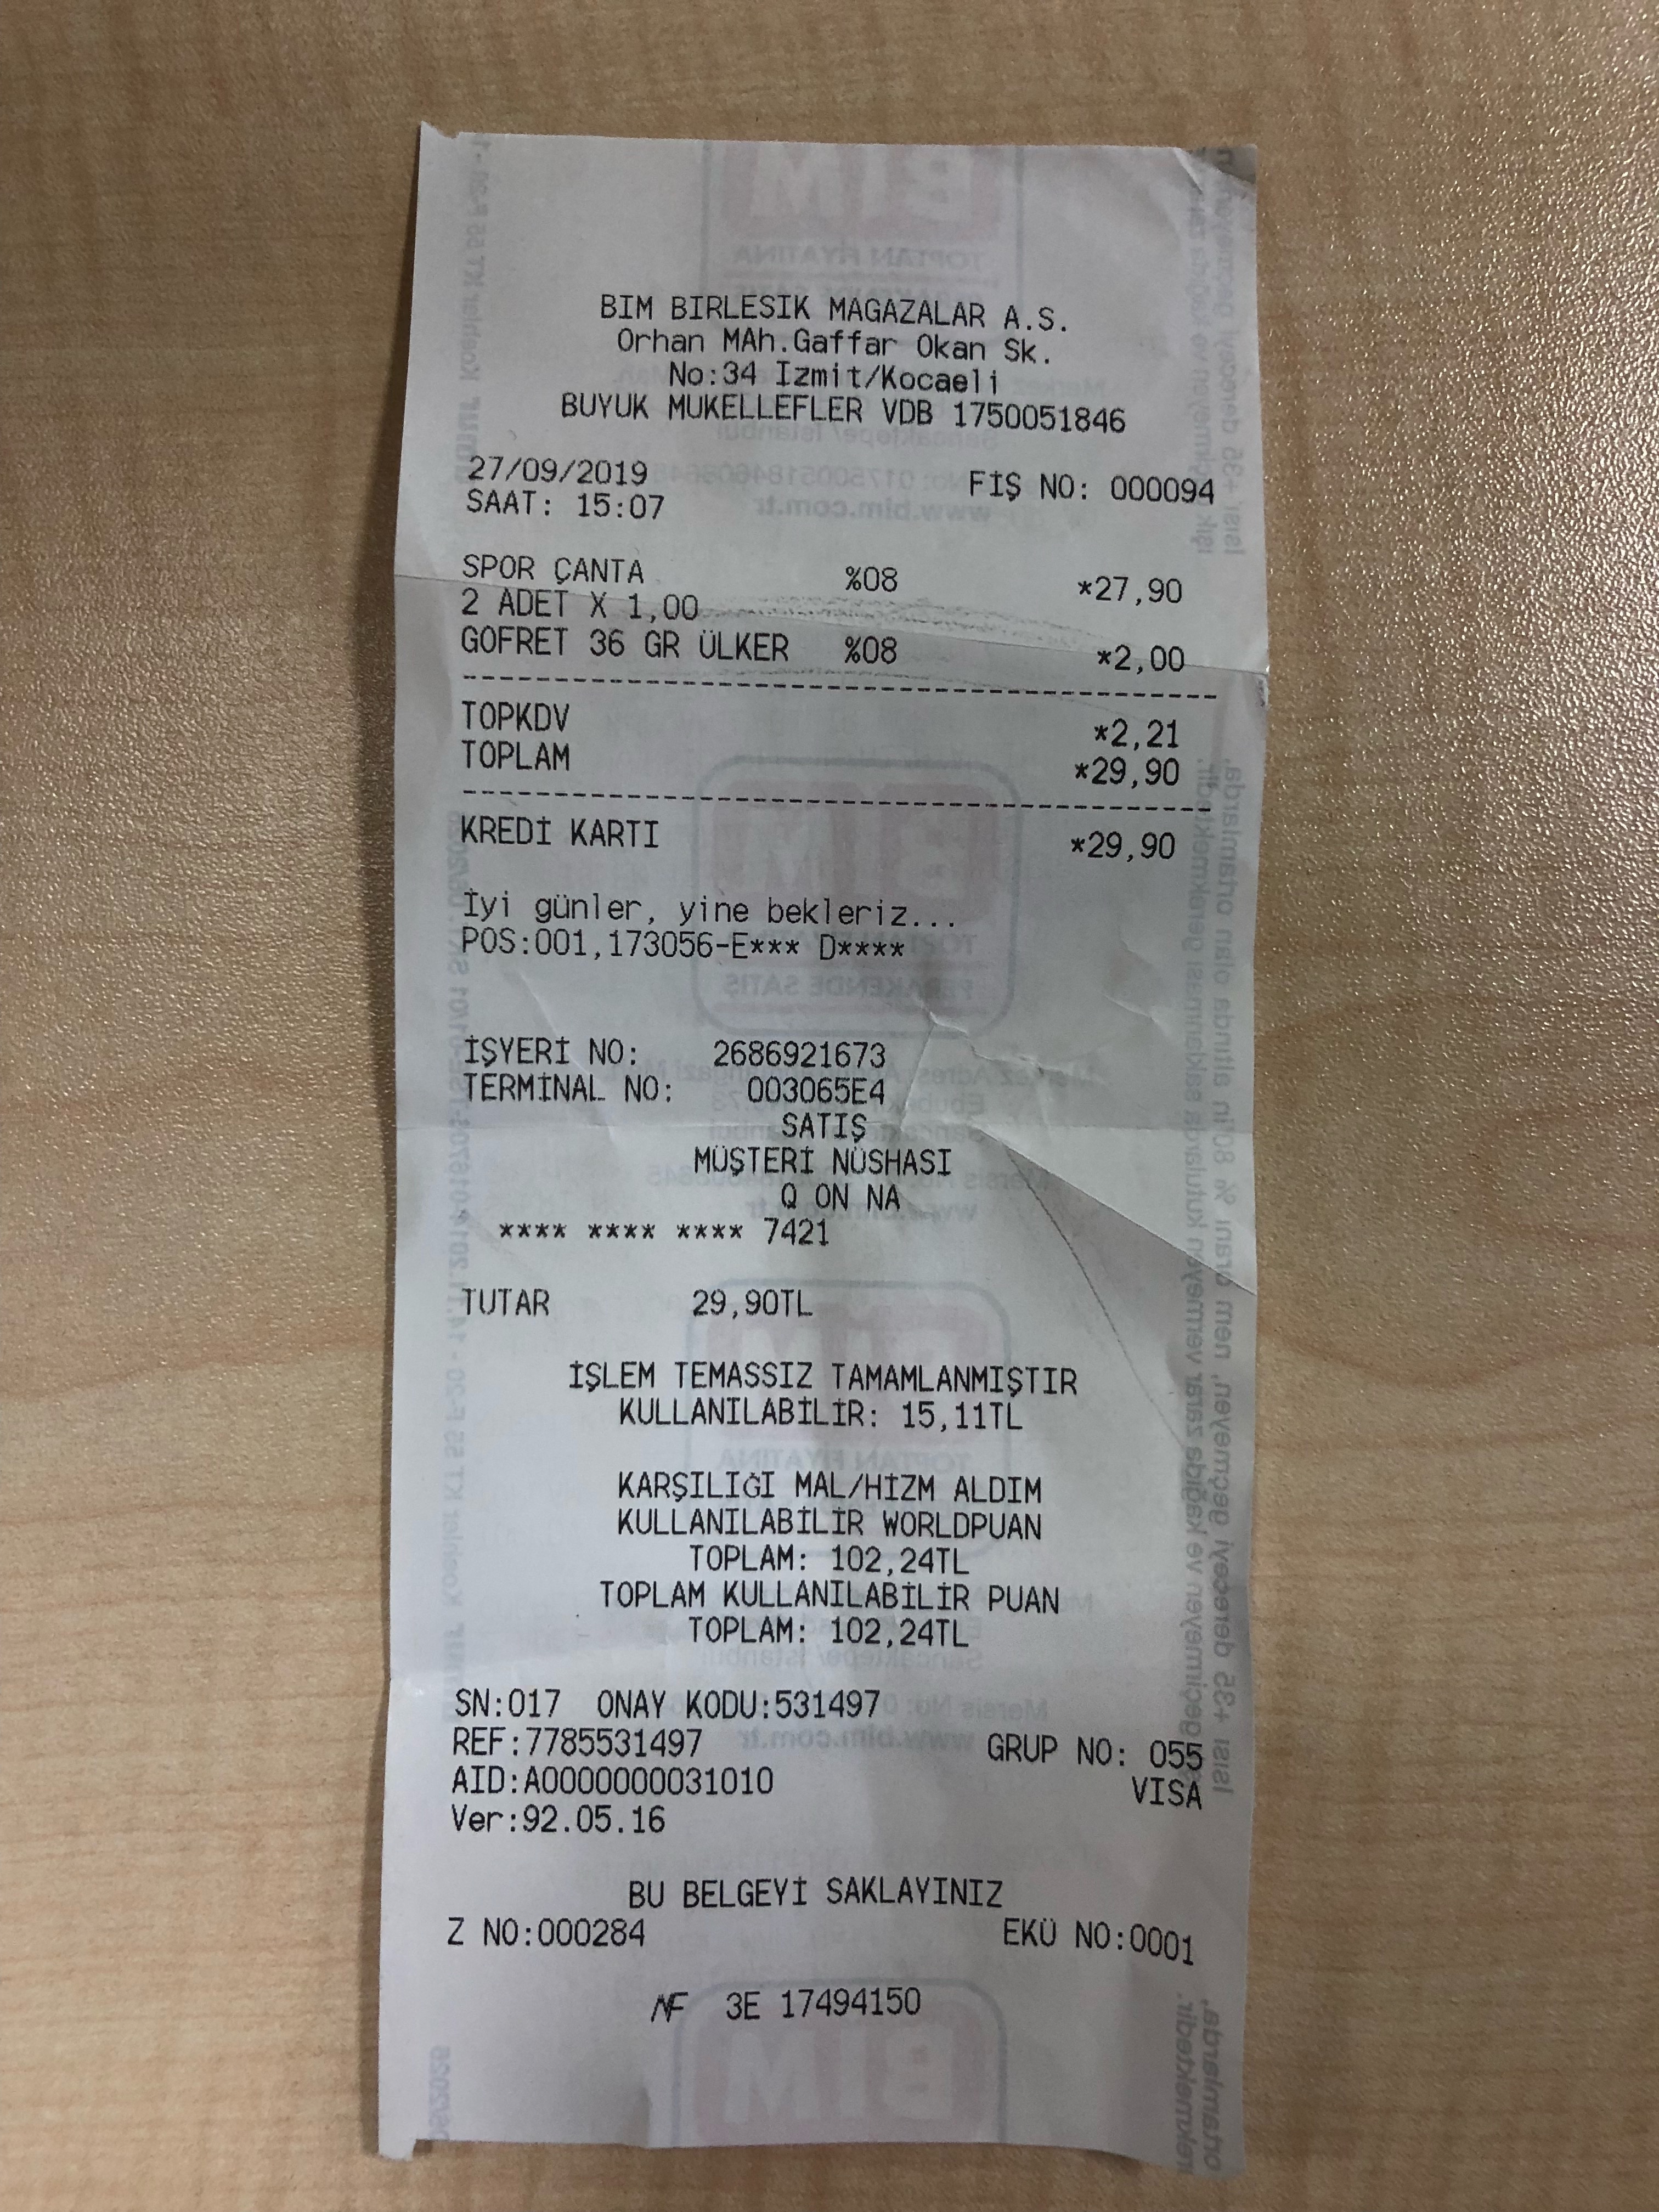 BIM BIRLESIK MAGAZALAR A.S.
Orhan MAh.Gaffar Okan Sk.
No:34 Izmit/Kocaeli
BUYUK MUKELLEFLER VDB 1750051846
27/09/2019
FİŞ NO: 000094
SAAT: 15:07
SPOR ÇANTA %08 *27,90
2 ADET X 1,00
GOFRET 36 GR ÜLKER %08 *2,00
TOPKDV *2,21
TOPLAM *29,90
KREDİ KARTI *29,90
İyi günler, yine bekleriz...
POS:001,173056-E*** D****
İŞYERİ NO: 2686921673
TERMİNAL NO: 003065E4
SATIŞ
MÜŞTERİ NÜSHASI
Q ON NA
**** **** **** 7421
TUTAR 29,90TL
İŞLEM TEMASSIZ TAMAMLANMIŞTIR
KULLANILABİLİR: 15,11TL
KARŞILIĞI MAL/HİZM ALDIM
KULLANILABİLİR WORLDPUAN
TOPLAM: 102,24TL
TOPLAM KULLANILABİLİR PUAN
TOPLAM: 102,24TL
SN:017 ONAY KODU:531497
REF:7785531497 GRUP NO: 055
AID:A0000000031010 VISA
Ver:92.05.16
BU BELGEYİ SAKLAYINIZ
Z NO:000284 EKÜ NO:0001
NF 3E 17494150